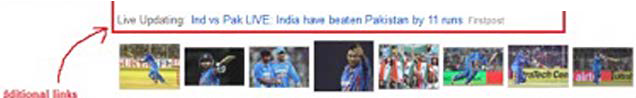 Live Updating: Ind vs Pak LIVE: India have beaten Pakistan by 11 runs Firstpost
dditional links